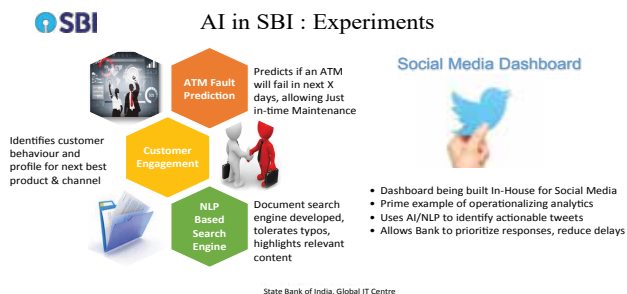 SBI
AI in SBI : Experiments
ATM Fault
Prediction
Predicts if an ATM
will fail in next X
days, allowing Just
in-time Maintenance
Identifies customer
behaviour and
profile for next best
product & channel
Customer
Engagement
NLP
Based
Search
Engine
Document search
engine developed,
tolerates typos,
highlights relevant
content
Social Media Dashboard
• Dashboard being built In-House for Social Media
• Prime example of operationalizing analytics
• Uses AI/NLP to identify actionable tweets
• Allows Bank to prioritize responses, reduce delays
State Bank of India, Global IT Centre